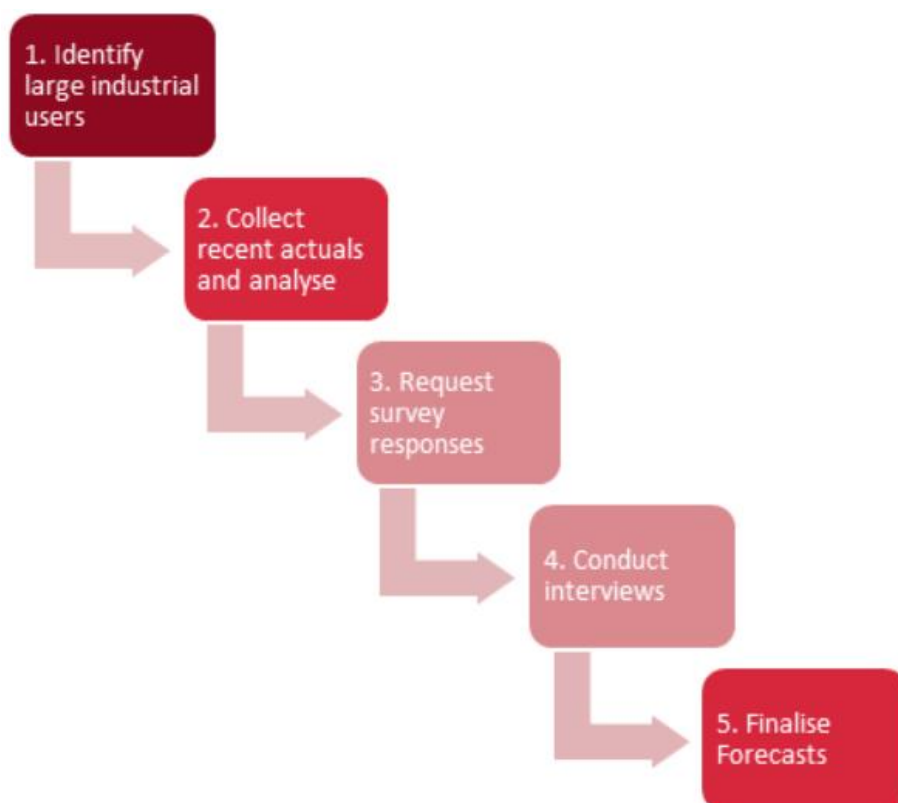 1. Identify
large industrial
users
2. Collect
recent actuals
and analyse
3. Request
survey
responses
4. Conduct
interviews
5. Finalise
Forecasts